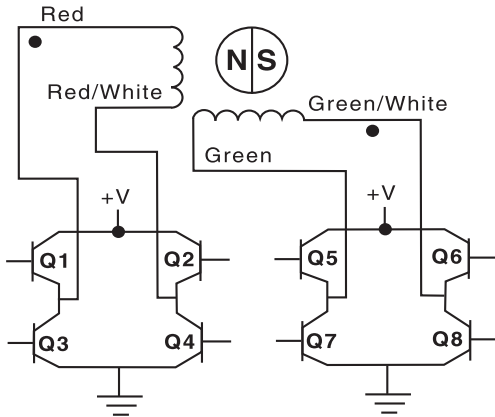 Red
Red/White
N S
Green/White
Green
+V
+V
Q1
Q2
Q5
Q6
Q3
Q4
Q7
Q8